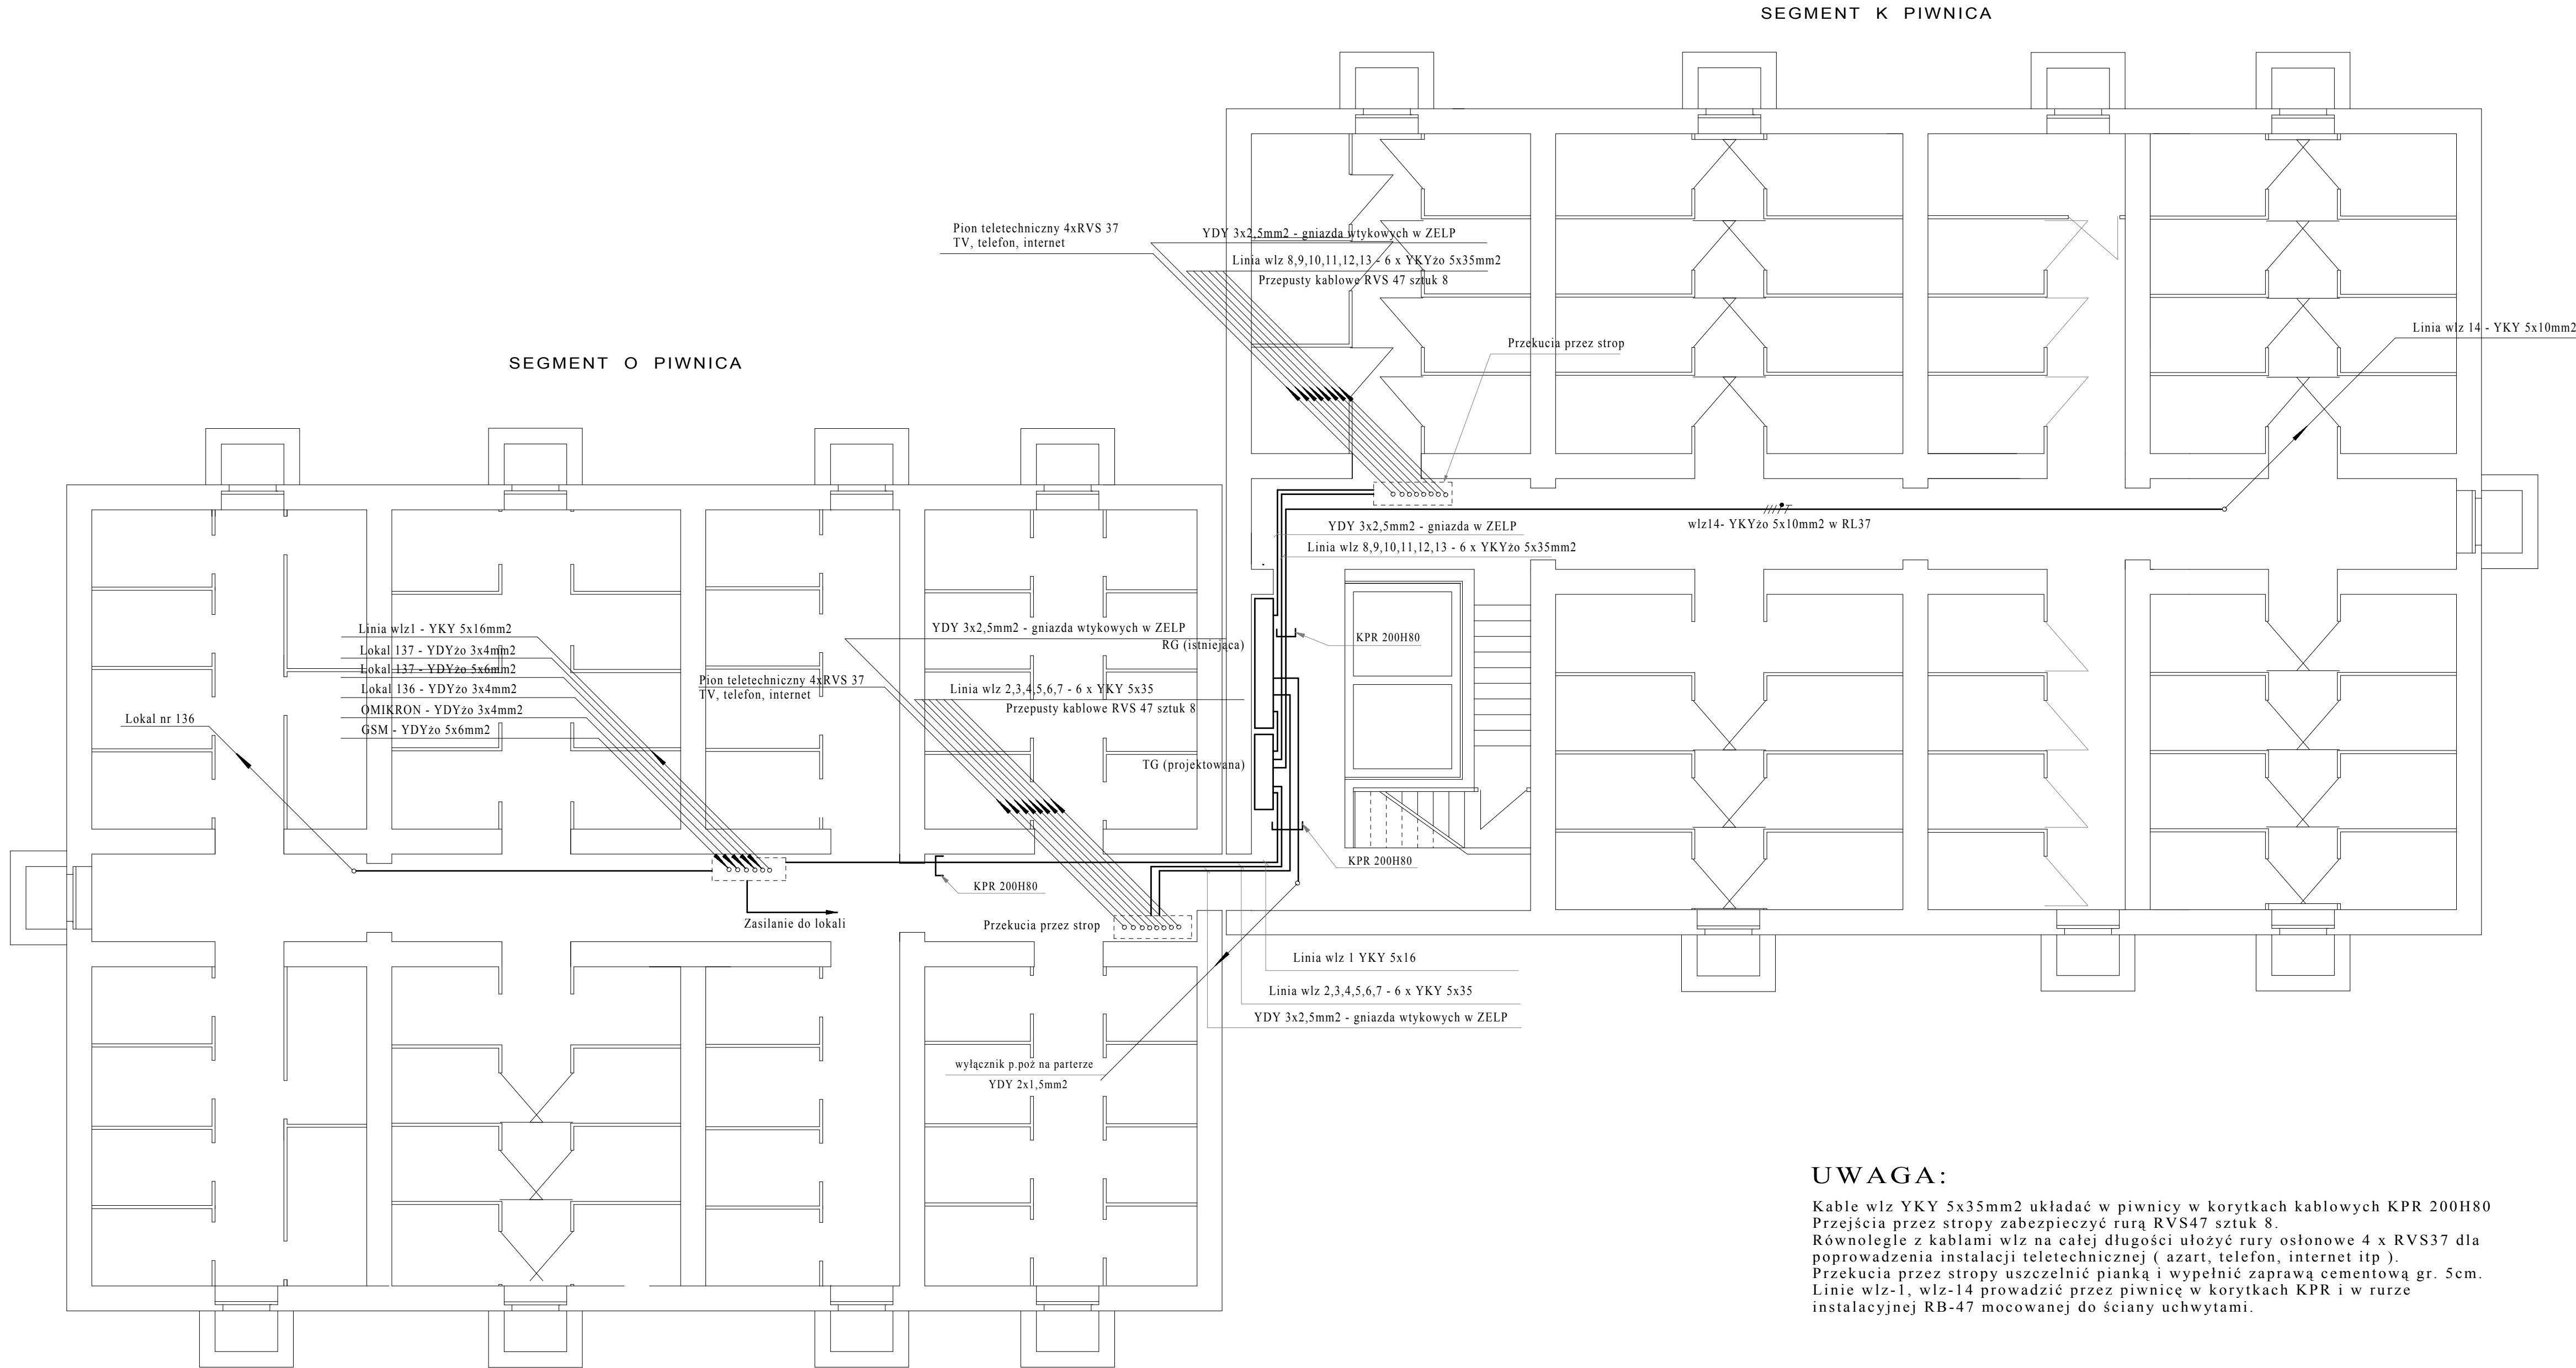 SEGMENT K PIWNICA
Pion teletechniczny 4xRVS 37
TV, telefon, internet
YDY 3x2,5mm2 - gniazda wtykowych w ZELP
Linia wlz 8,9,10,11,12,13 - 6 x YKYżo 5x35mm2
Przepusty kablowe RVS 47 sztuk 8
Przekucia przez strop
Linia wlz 14 - YKY 5x10mm2
SEGMENT O PIWNICA
YDY 3x2,5mm2 - gniazda w ZELP
Linia wlz 8,9,10,11,12,13 - 6 x YKYżo 5x35mm2
wlz14- YKYżo 5x10mm2 w RL37
KPR 200H80
RG (istniejąca)
TG (projektowana)
KPR 200H80
Linia wlz1 - YKY 5x16mm2
Lokal 137 - YDYżo 3x4mm2
Lokal 137 - YDYżo 5x6mm2
Lokal 136 - YDYżo 3x4mm2
OMIKRON - YDYżo 3x4mm2
GSM - YDYżo 5x6mm2
Lokal nr 136
YDY 3x2,5mm2 - gniazda wtykowych w ZELP
Pion teletechniczny 4xRVS 37
TV, telefon, internet
Linia wlz 2,3,4,5,6,7 - 6 x YKY 5x35
Przepusty kablowe RVS 47 sztuk 8
KPR 200H80
Zasilanie do lokali
Przekucia przez strop
Linia wlz 1 YKY 5x16
Linia wlz 2,3,4,5,6,7 - 6 x YKY 5x35
YDY 3x2,5mm2 - gniazda wtykowych w ZELP
wyłącznik p.poż na parterze
YDY 2x1,5mm2
UWAGA:
Kable wlz YKY 5x35mm2 układać w piwnicy w korytkach kablowych KPR 200H80
Przejścia przez stropy zabezpieczyć rurą RVS47 sztuk 8.
Równolegle z kablami wlz na całej długości ułożyć rury osłonowe 4 x RVS37 dla
poprowadzenia instalacji teletechnicznej ( azart, telefon, internet itp ).
Przekucia przez stropy uszczelnić pianką i wypełnić zaprawą cementową gr. 5cm.
Linie wlz-1, wlz-14 prowadzić przez piwnicę w korytkach KPR i w rurze
instalacyjnej RB-47 mocowanej do ściany uchwytami.